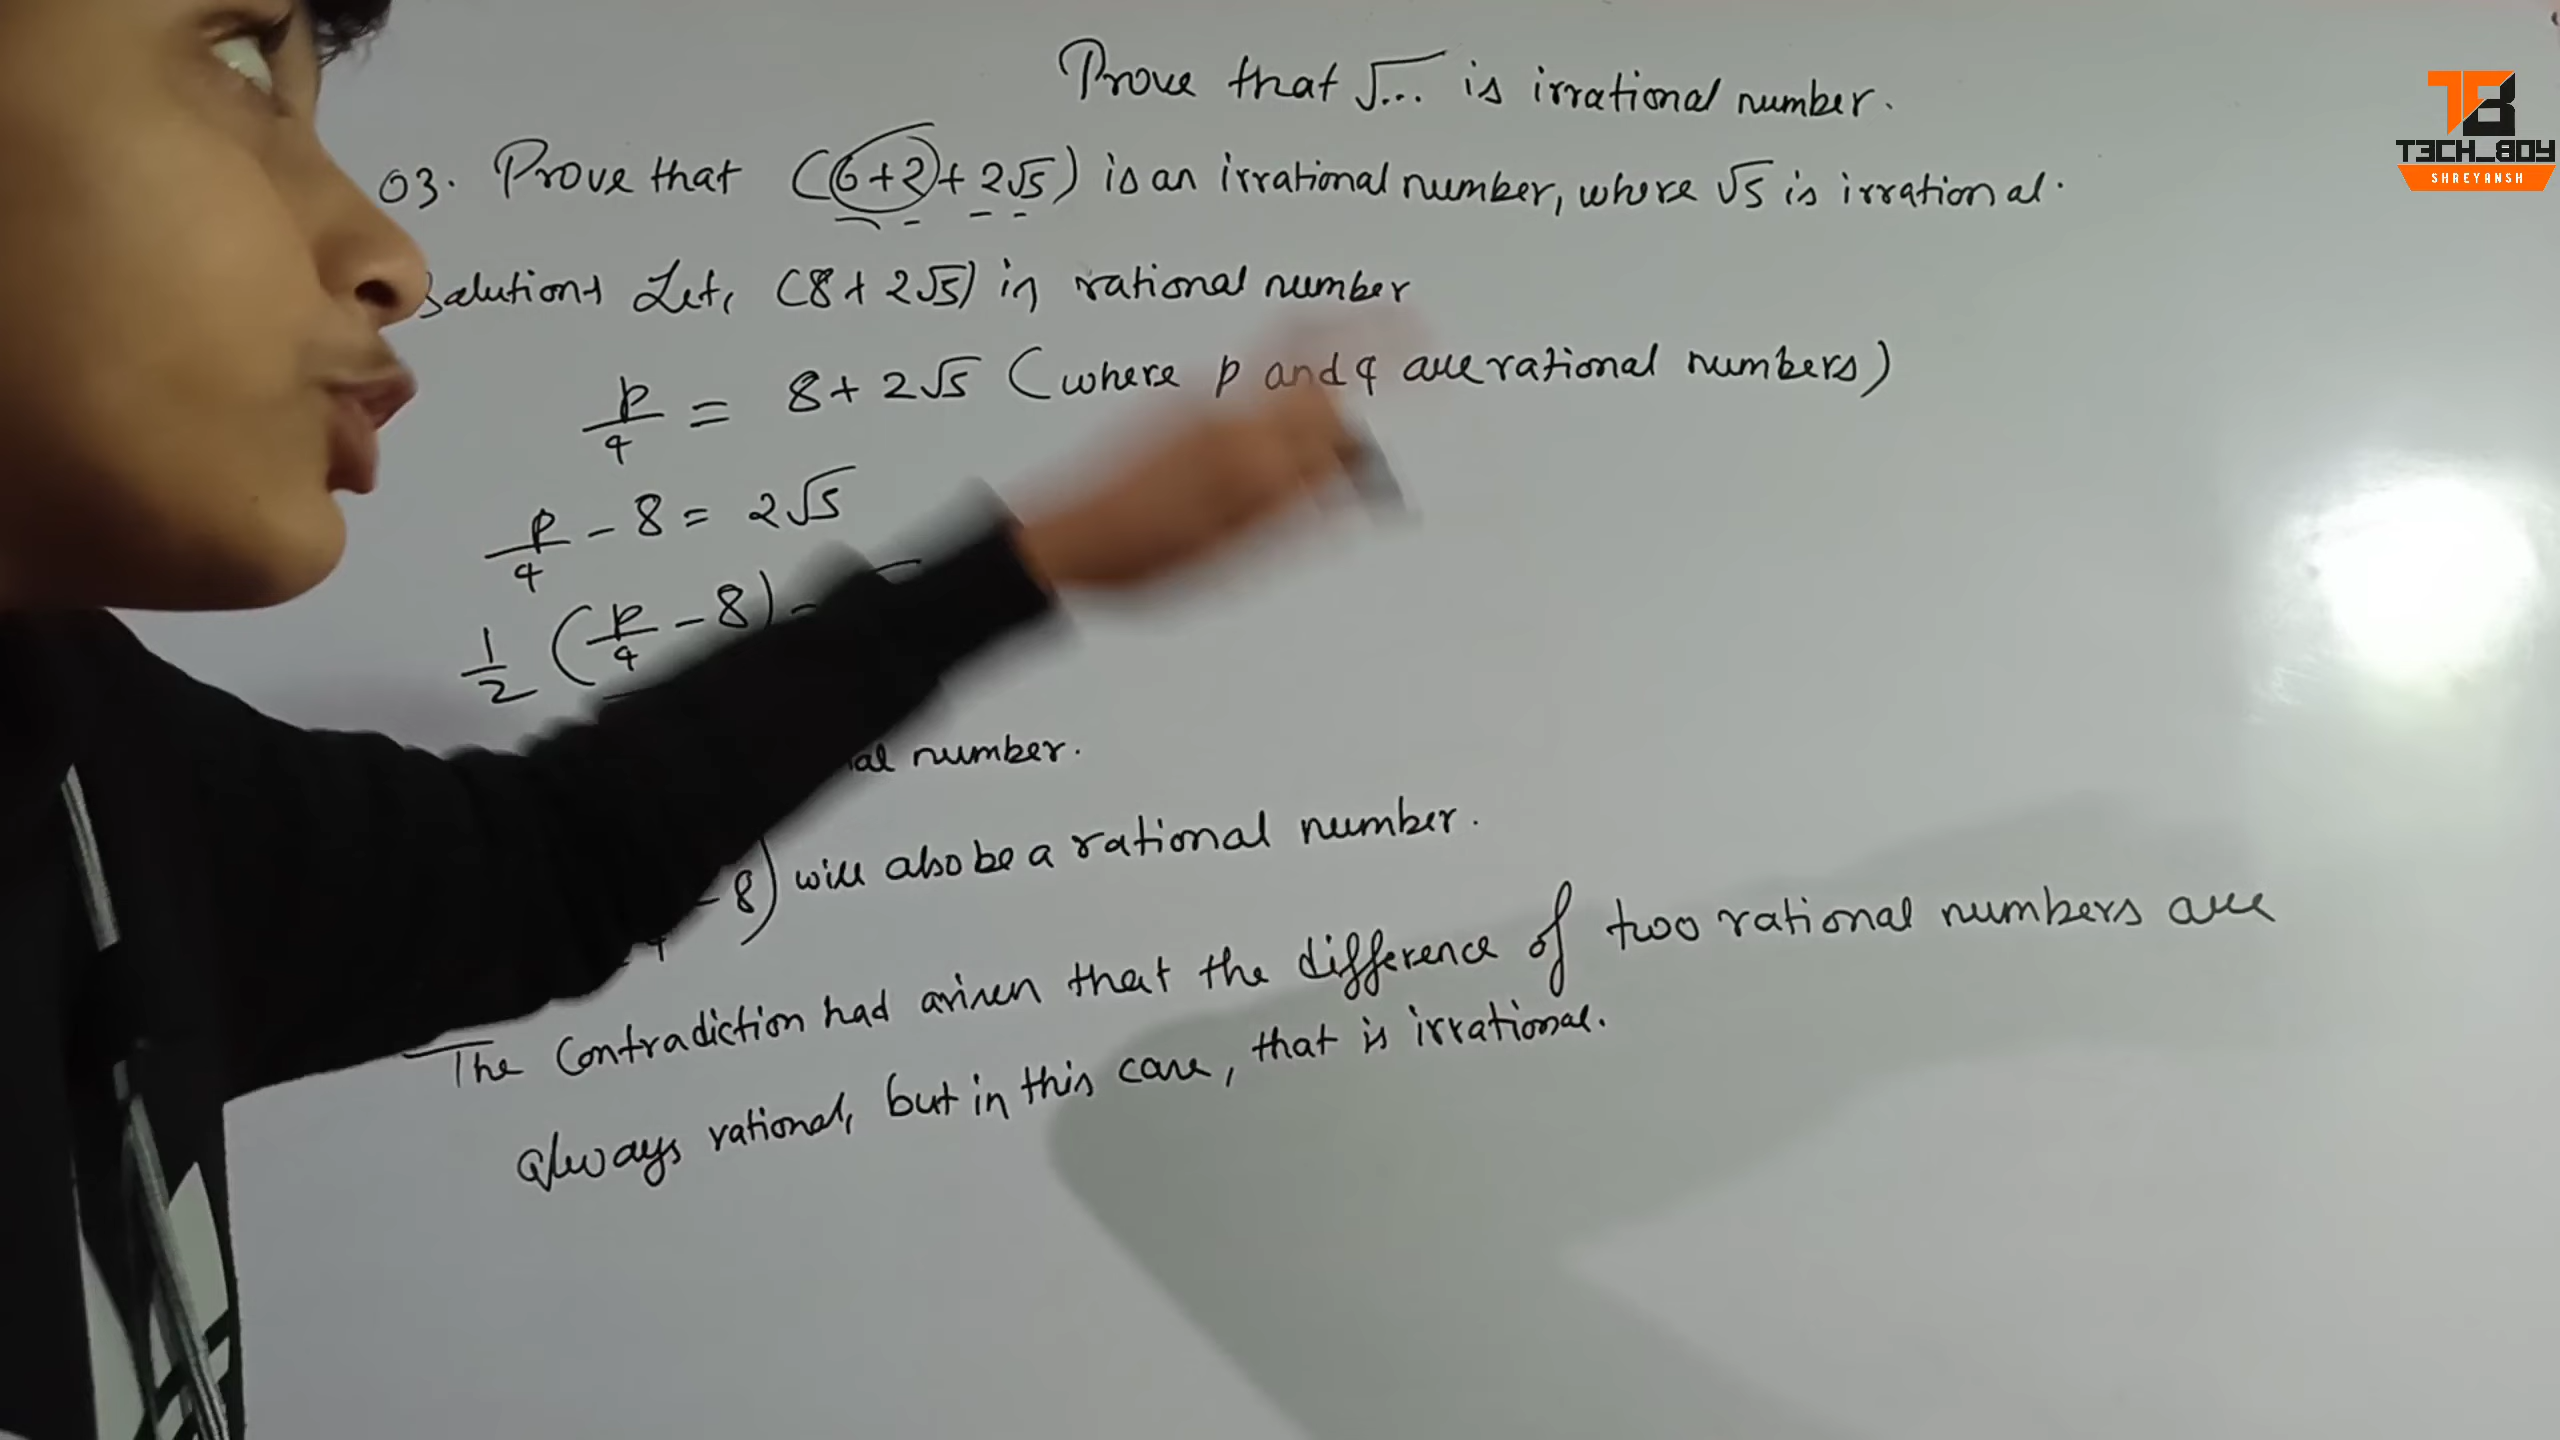 Prove that √... is irrational number.
T3CH_BOY
SHREYANSH
03. Prove that (6+2+2√5) is an irrational number, where √5 is irrational.
Solution→ Let, (8+2√5) is rational number
p/q = 8+2√5 (where p and q are rational numbers)
p/q - 8 = 2√5
1/2 (p/q - 8)
number.
- 8) will also be a rational number.
The Contradiction had arisen that the difference of two rational numbers are
always rational, but in this case, that is irrational.